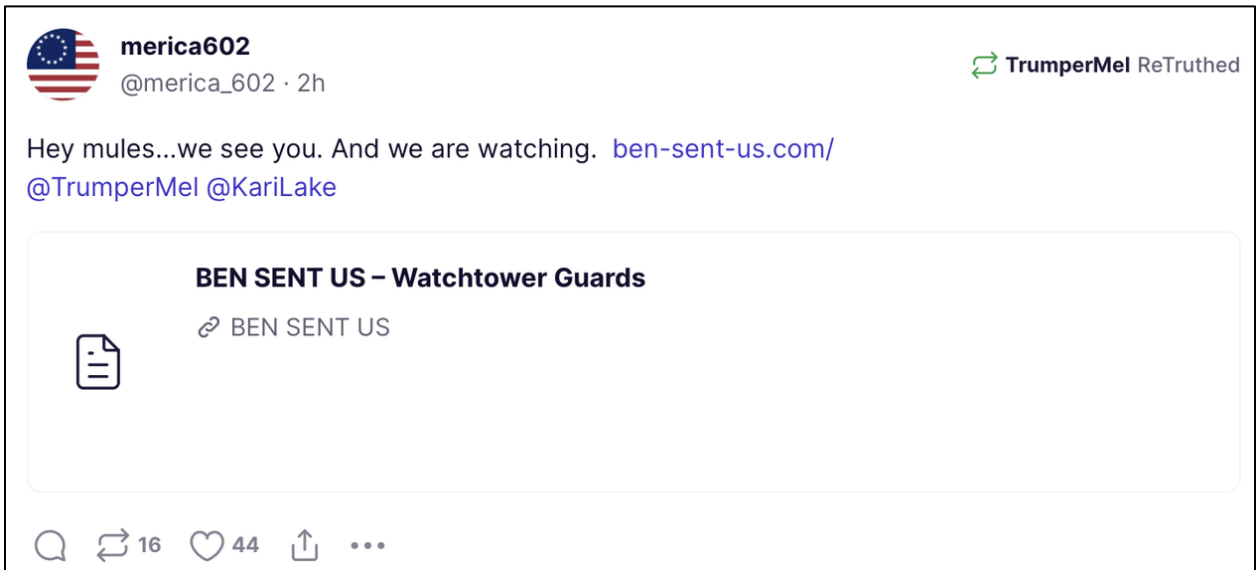 merica602
@merica_602 · 2h
TrumperMel ReTruthed
Hey mules...we see you. And we are watching. ben-sent-us.com/
@TrumperMel @KariLake
BEN SENT US – Watchtower Guards
BEN SENT US
16 44